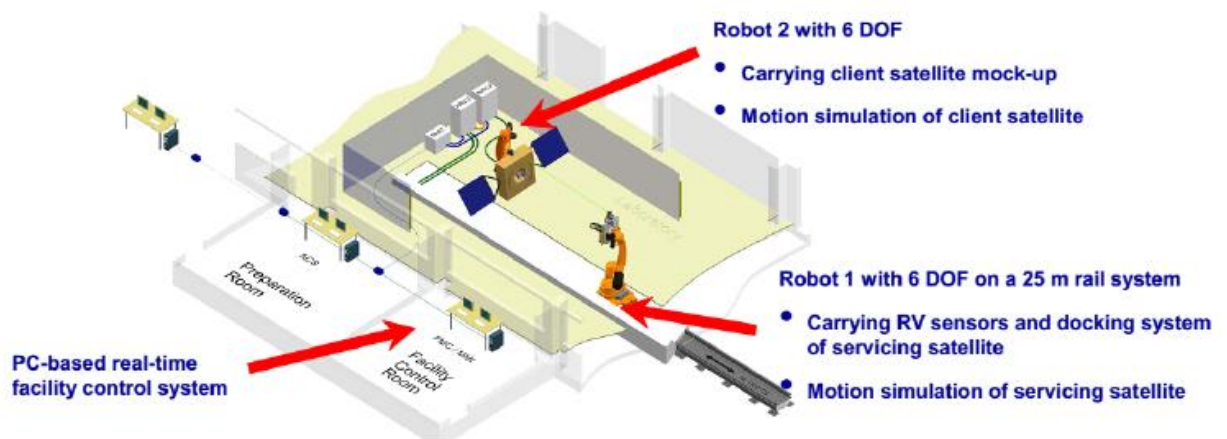 Robot 2 with 6 DOF
• Carrying client satellite mock-up
• Motion simulation of client satellite
Laboratory
Robot 1 with 6 DOF on a 25 m rail system
• Carrying RV sensors and docking system
of servicing satellite
• Motion simulation of servicing satellite
ACS
Preparation
Room
Facility
Control
Room
PC-based real-time
facility control system